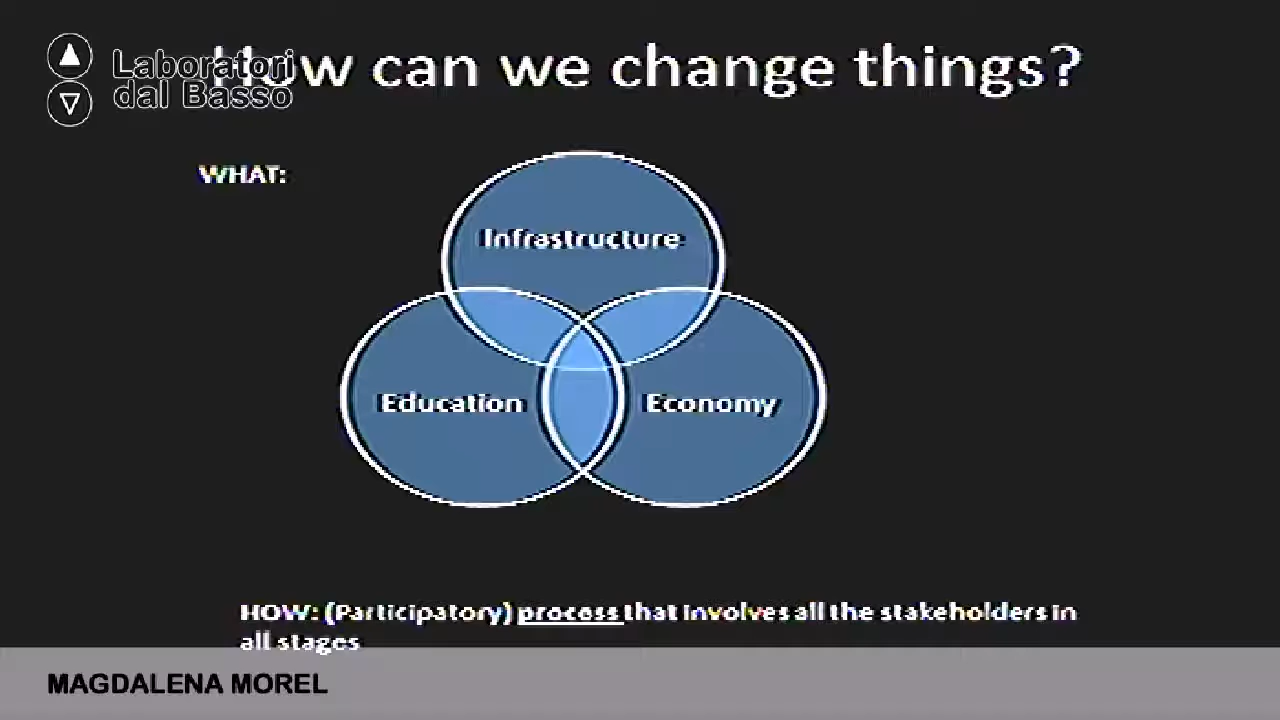 Laboratori
dal Basso
How can we change things?
WHAT:
Infrastructure
Education
Economy
HOW: (Participatory) process that involves all the stakeholders in
all stages
MAGDALENA MOREL